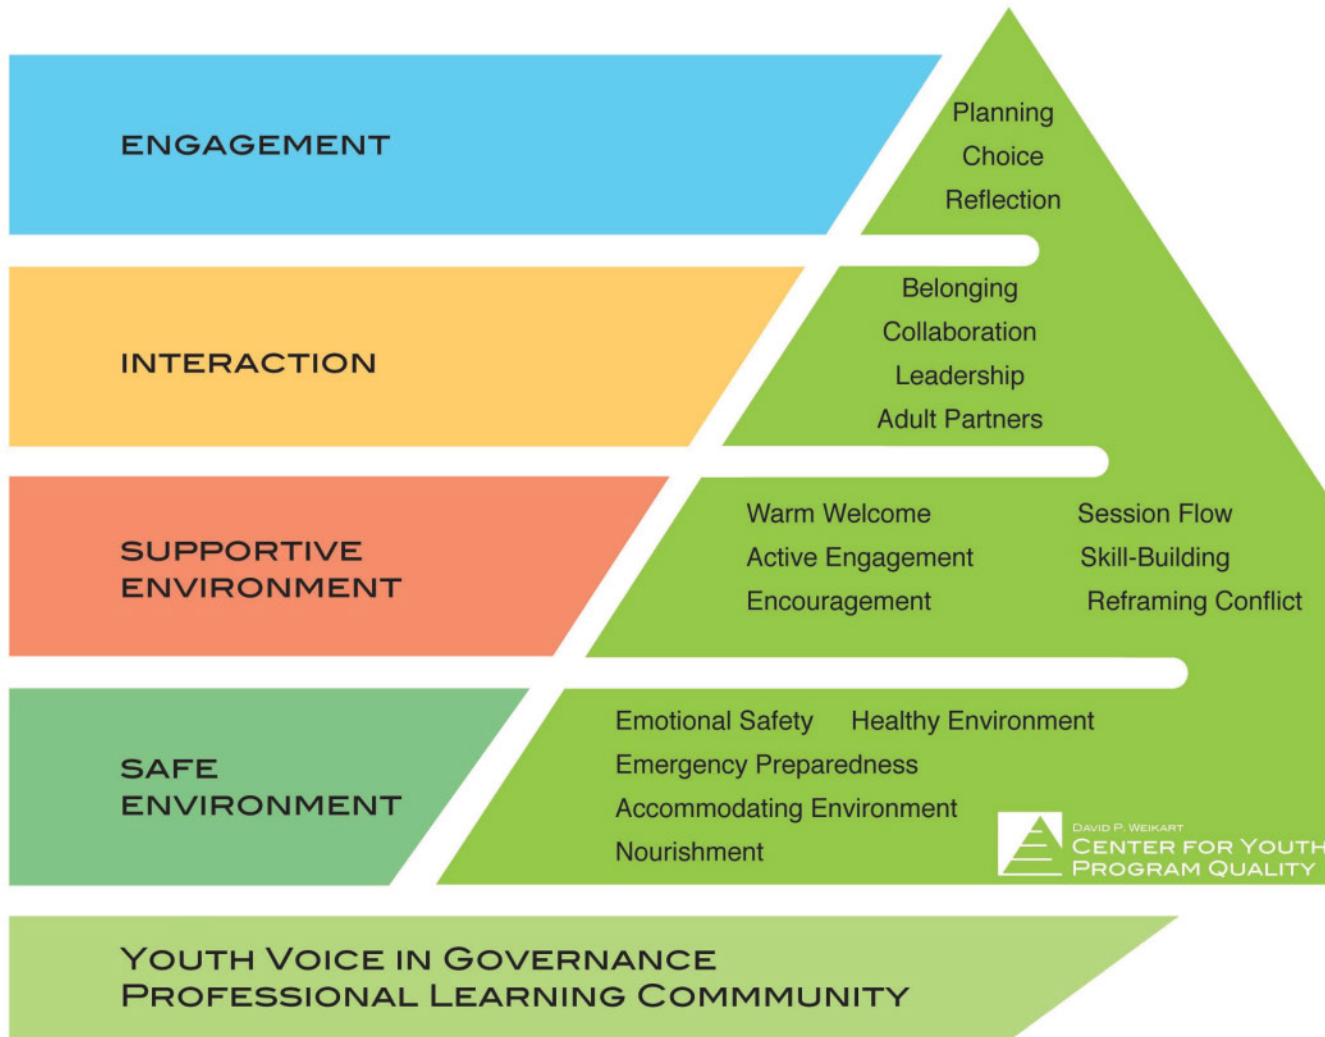 ENGAGEMENT
Planning
Choice
Reflection
INTERACTION
Belonging
Collaboration
Leadership
Adult Partners
SUPPORTIVE
ENVIRONMENT
Warm Welcome
Active Engagement
Encouragement
Session Flow
Skill-Building
Reframing Conflict
SAFE
ENVIRONMENT
Emotional Safety Healthy Environment
Emergency Preparedness
Accommodating Environment
Nourishment
DAVID P. WEIKART
CENTER FOR YOUTH
PROGRAM QUALITY
YOUTH VOICE IN GOVERNANCE
PROFESSIONAL LEARNING COMMMUNITY